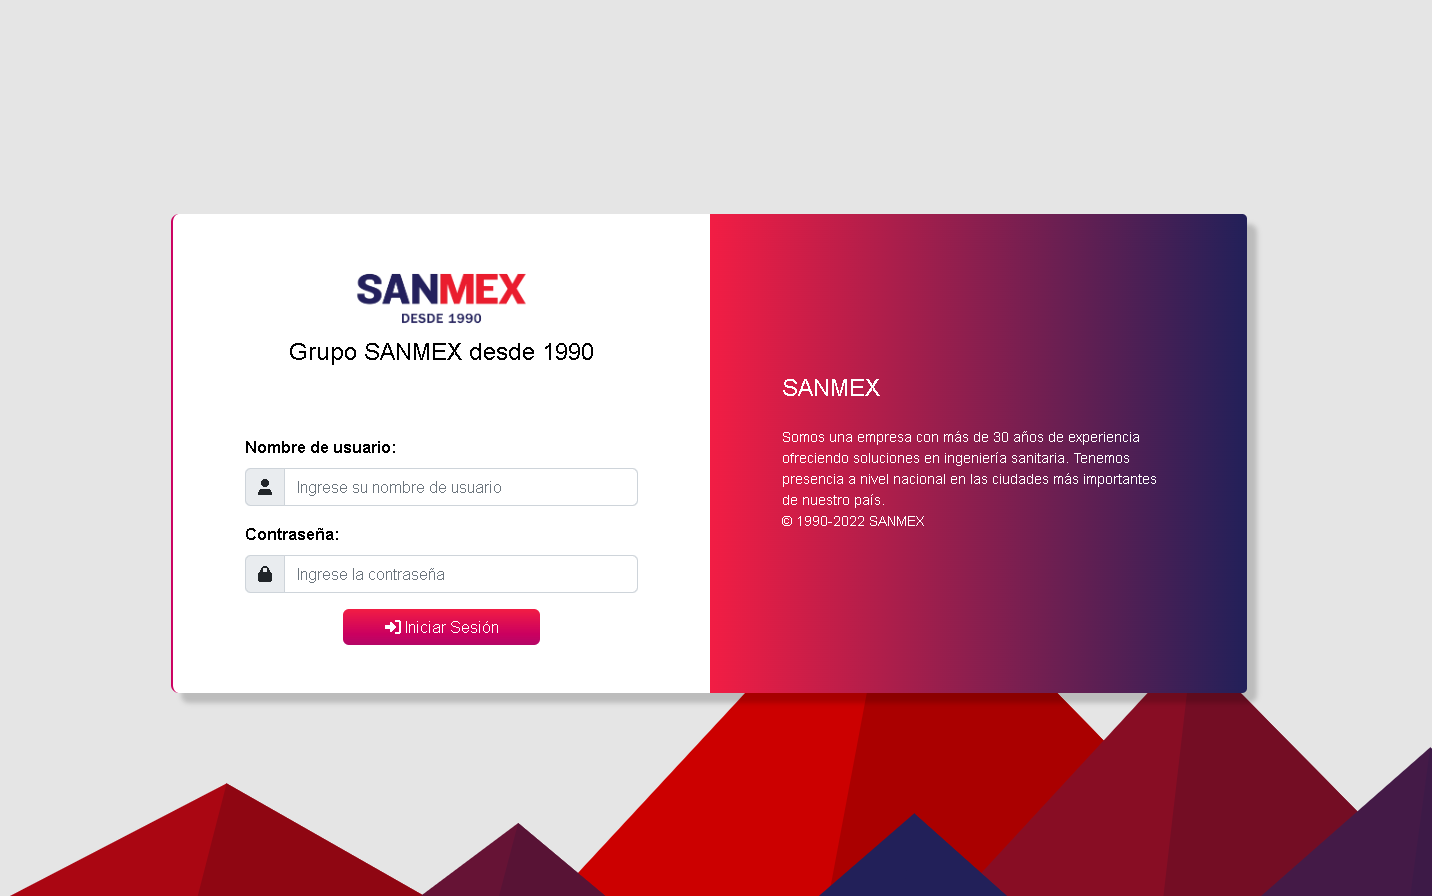 SANMEX
DESDE 1990
Grupo SANMEX desde 1990
Nombre de usuario:
Ingrese su nombre de usuario
Contraseña:
Ingrese la contraseña
Iniciar Sesión
SANMEX
Somos una empresa con más de 30 años de experiencia
ofreciendo soluciones en ingeniería sanitaria. Tenemos
presencia a nivel nacional en las ciudades más importantes
de nuestro país.
© 1990-2022 SANMEX